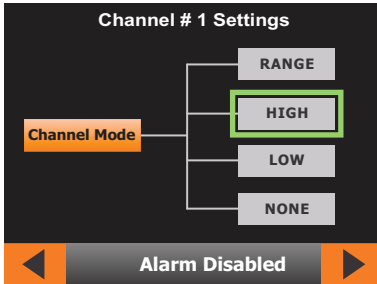 Channel # 1 Settings
RANGE
HIGH
Channel Mode
LOW
NONE
Alarm Disabled